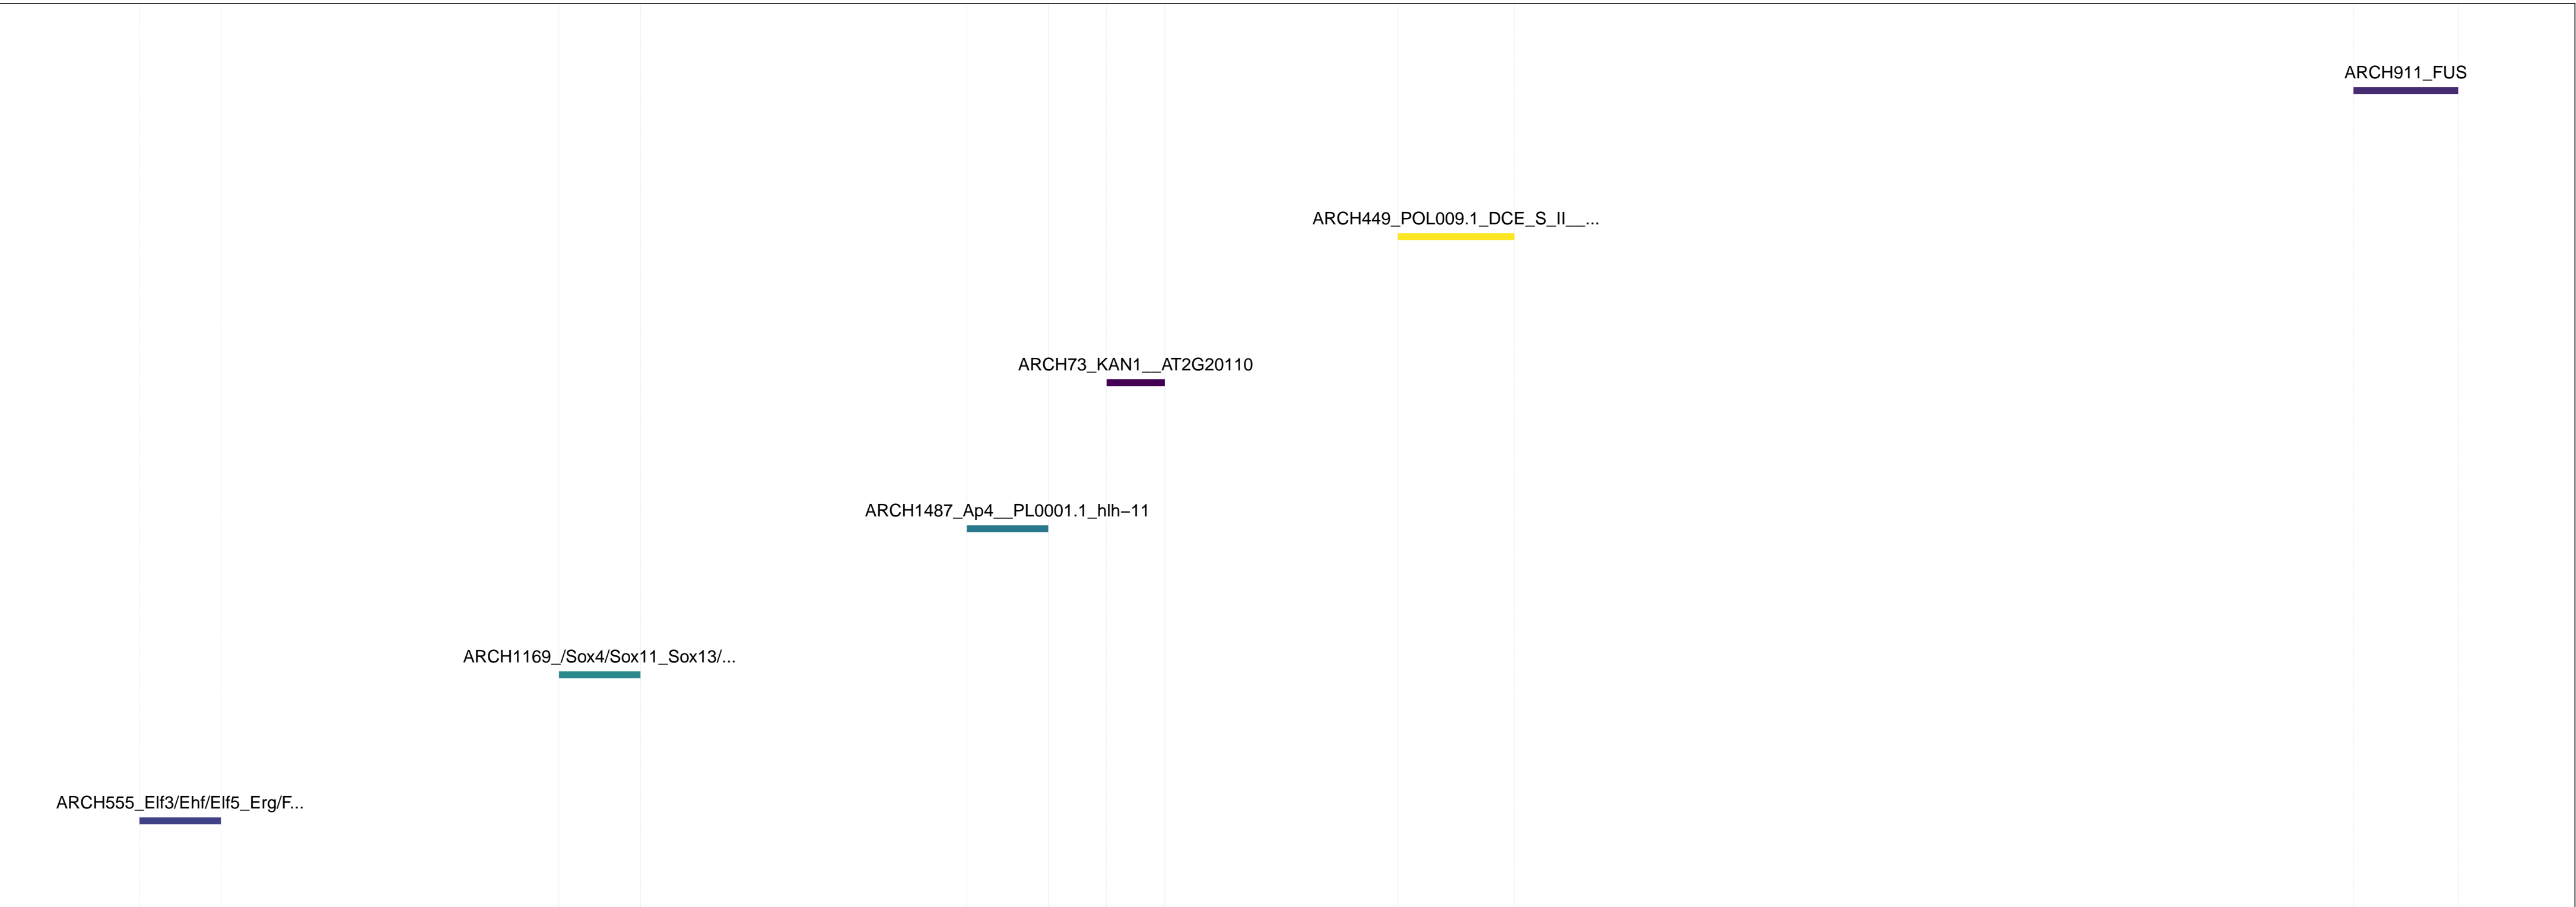 ARCH911_FUS
ARCH449_POL009.1_DCE_S_II__...
ARCH73_KAN1__AT2G20110
ARCH1487_Ap4__PL0001.1_hlh−11
ARCH1169_/Sox4/Sox11_Sox13/...
ARCH555_Elf3/Ehf/Elf5_Erg/F...